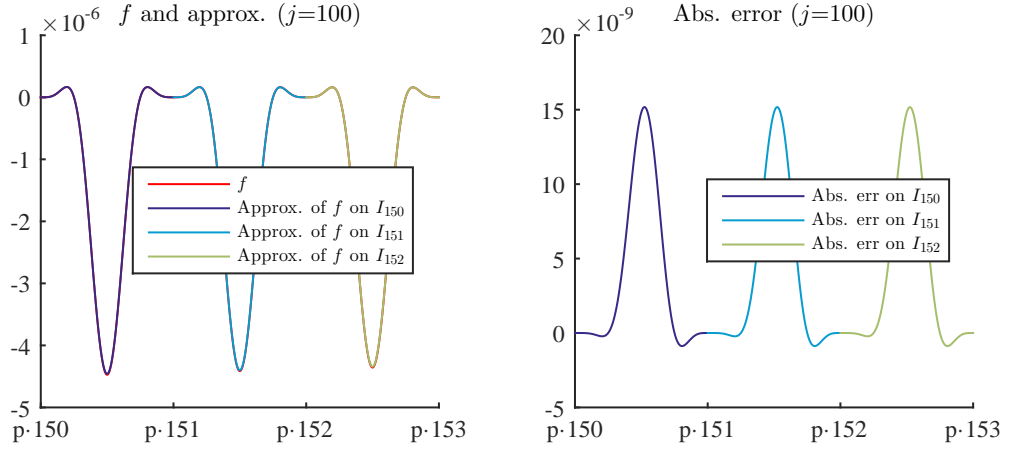 ×10⁻⁶ f and approx. (j=100)
1
0
-1
-2
-3
-4
-5
p·150 p·151 p·152 p·153
f
Approx. of f on I₁₅₀
Approx. of f on I₁₅₁
Approx. of f on I₁₅₂
×10⁻⁹ Abs. error (j=100)
20
15
10
5
0
-5
p·150 p·151 p·152 p·153
Abs. err on I₁₅₀
Abs. err on I₁₅₁
Abs. err on I₁₅₂